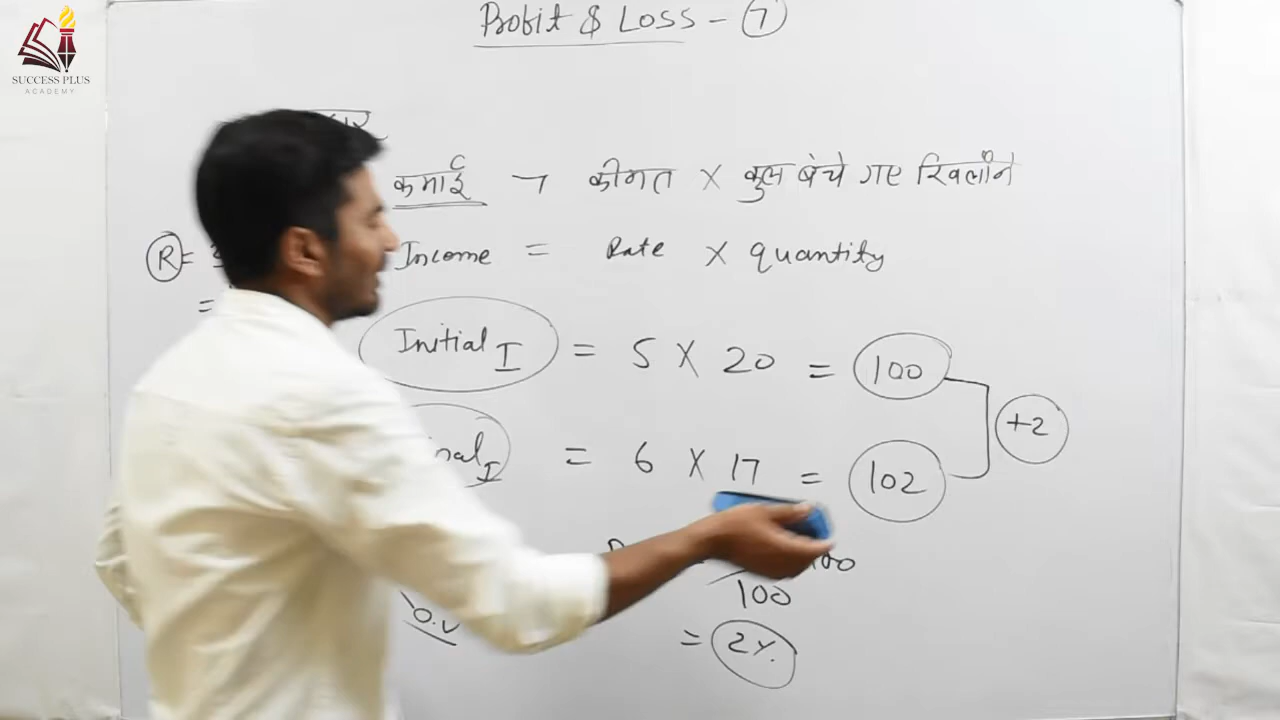 SUCCESS PLUS
ACADEMY
Profit & Loss - 7
कमाई → कीमत × कुल बेचे गए खिलौने
R =
Income = Rate × quantity
=
Initial I = 5 × 20 = 100
+2
= 6 × 17 = 102
100
100
O.V
= 2%.